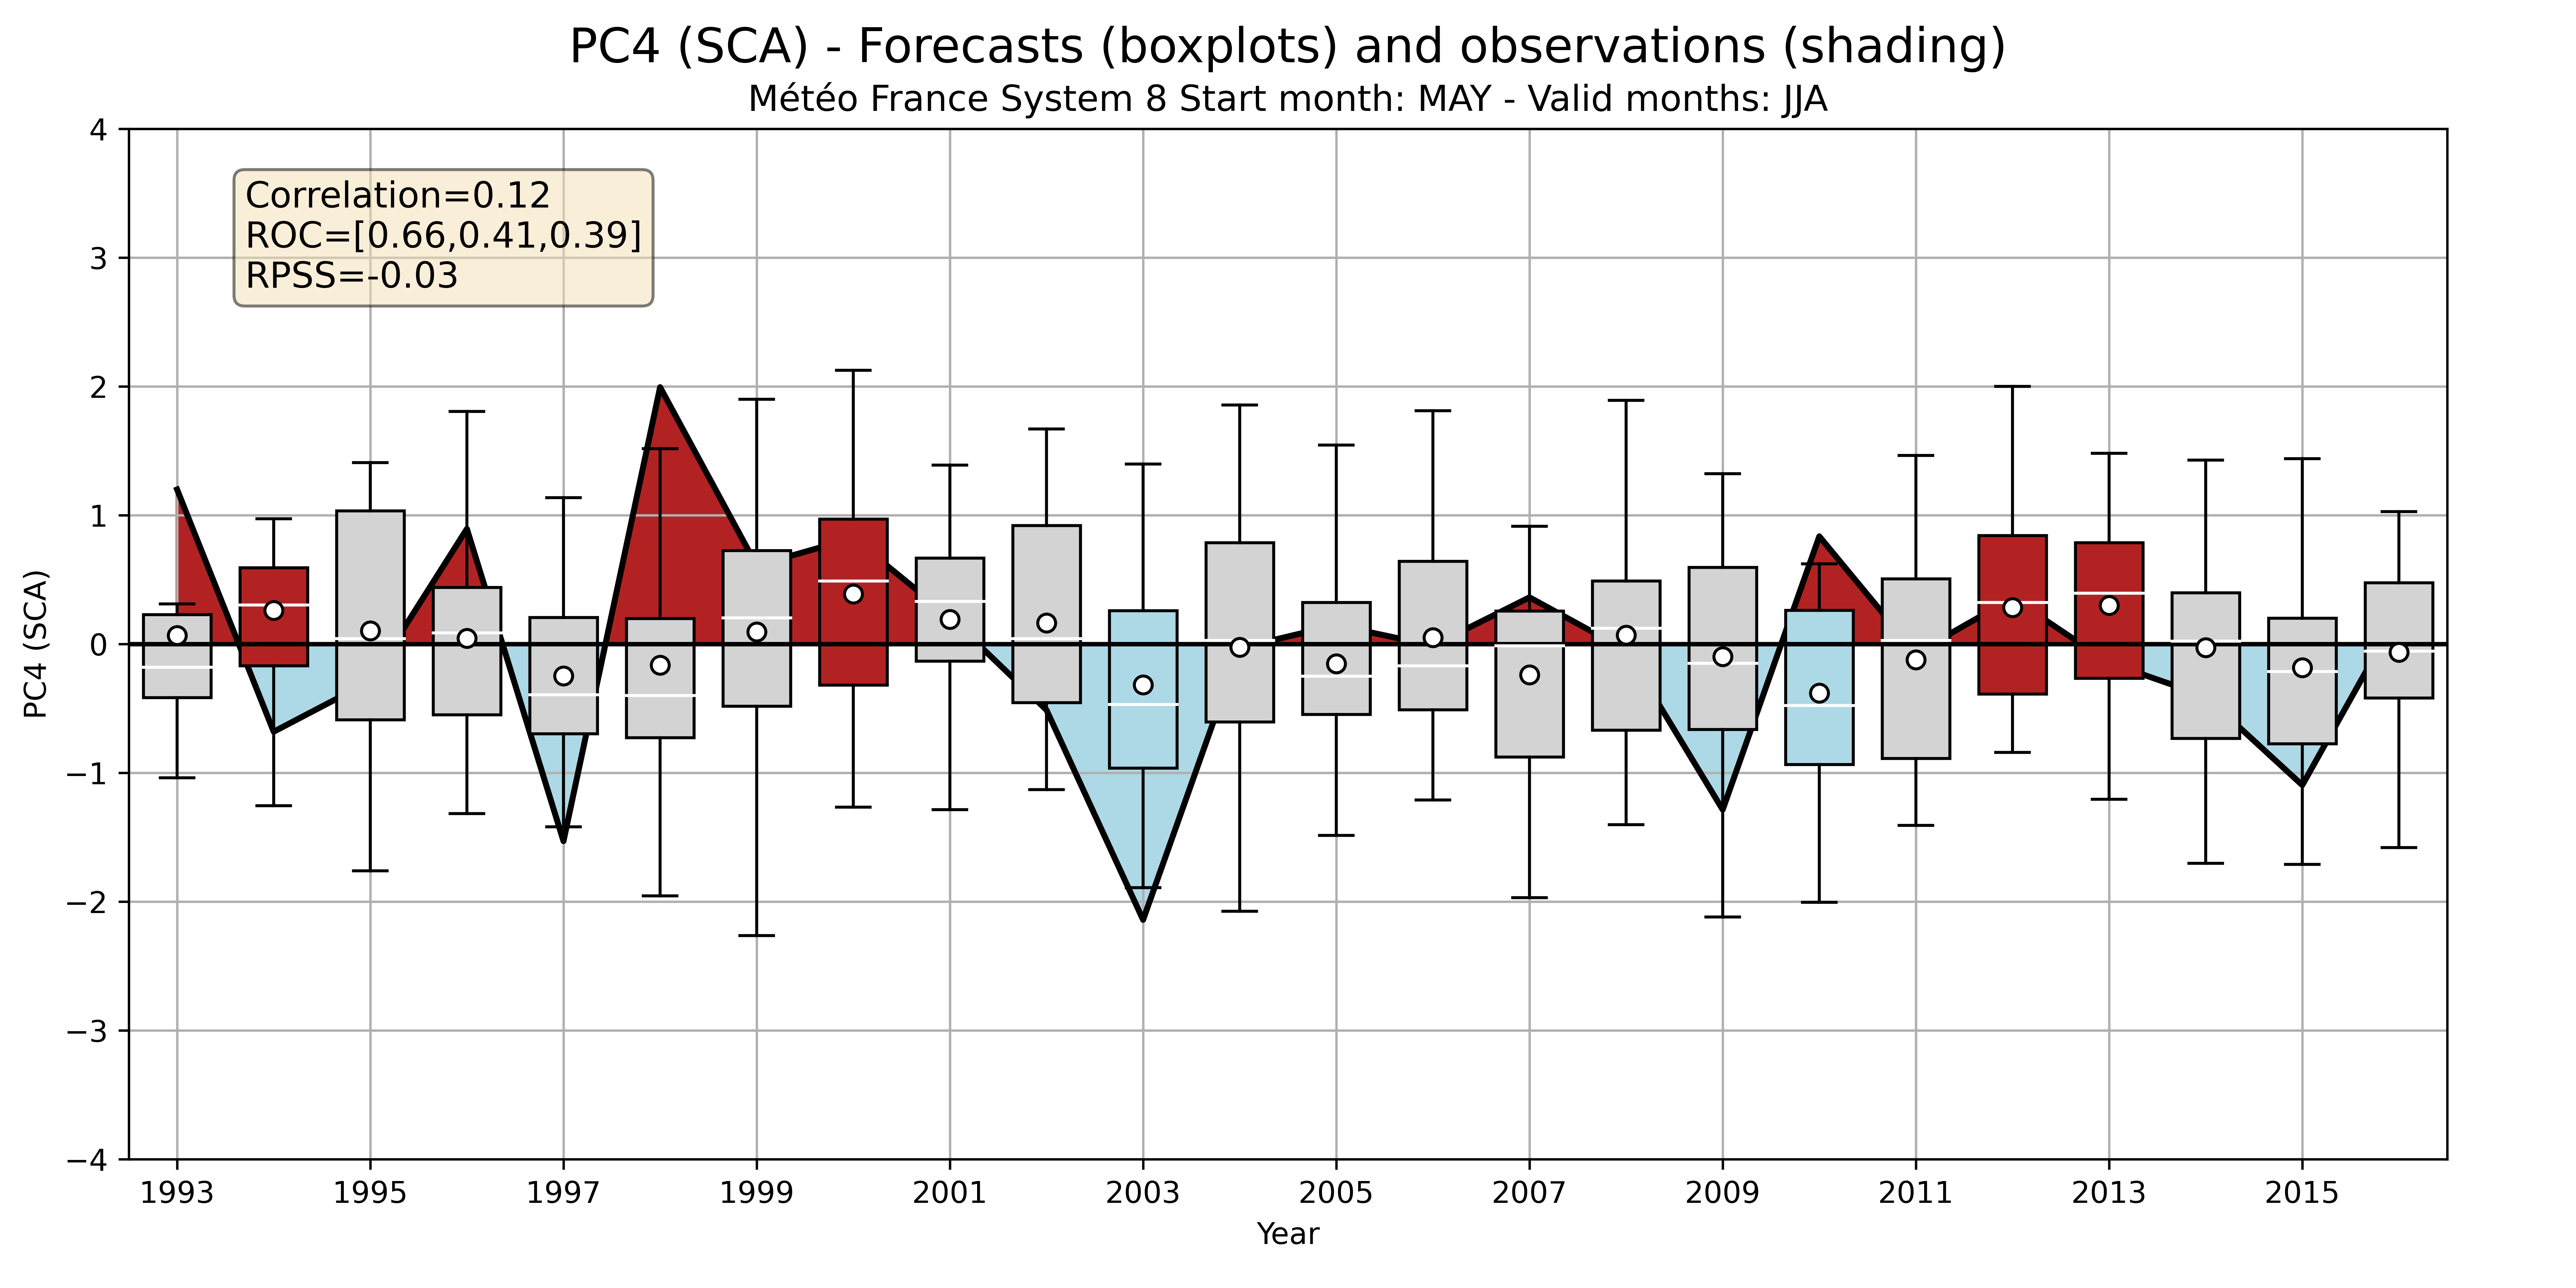 PC4 (SCA) - Forecasts (boxplots) and observations (shading)
Météo France System 8 Start month: MAY - Valid months: JJA
Correlation=0.12
ROC=[0.66,0.41,0.39]
RPSS=-0.03
PC4 (SCA)
4
3
2
1
0
−1
−2
−3
−4
1993 1995 1997 1999 2001 2003 2005 2007 2009 2011 2013 2015
Year